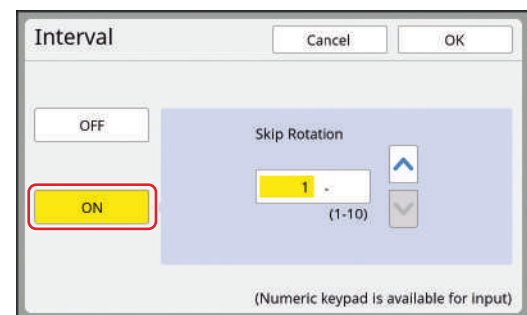 Interval
Cancel
OK
OFF
Skip Rotation
1 -
ON
(1-10)
(Numeric keypad is available for input)